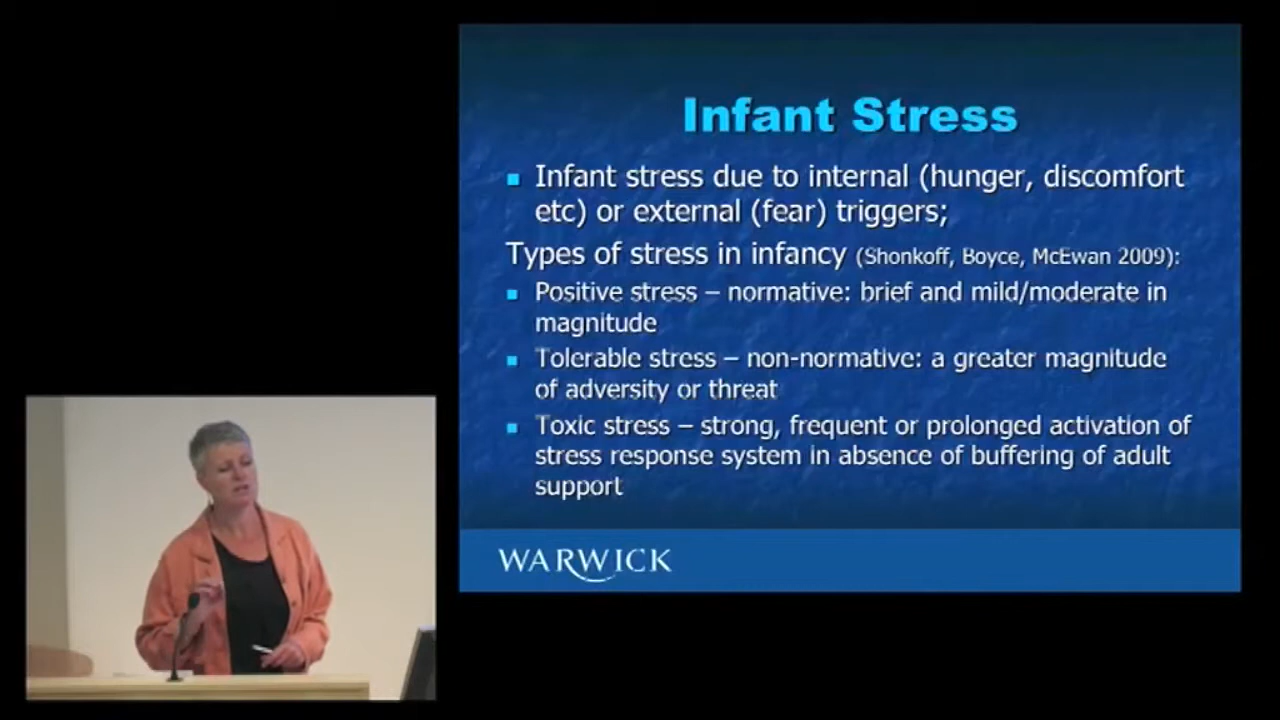 Infant Stress
Infant stress due to internal (hunger, discomfort
etc) or external (fear) triggers;
Types of stress in infancy (Shonkoff, Boyce, McEwan 2009):
Positive stress – normative: brief and mild/moderate in
magnitude
Tolerable stress – non-normative: a greater magnitude
of adversity or threat
Toxic stress – strong, frequent or prolonged activation of
stress response system in absence of buffering of adult
support
WARWICK